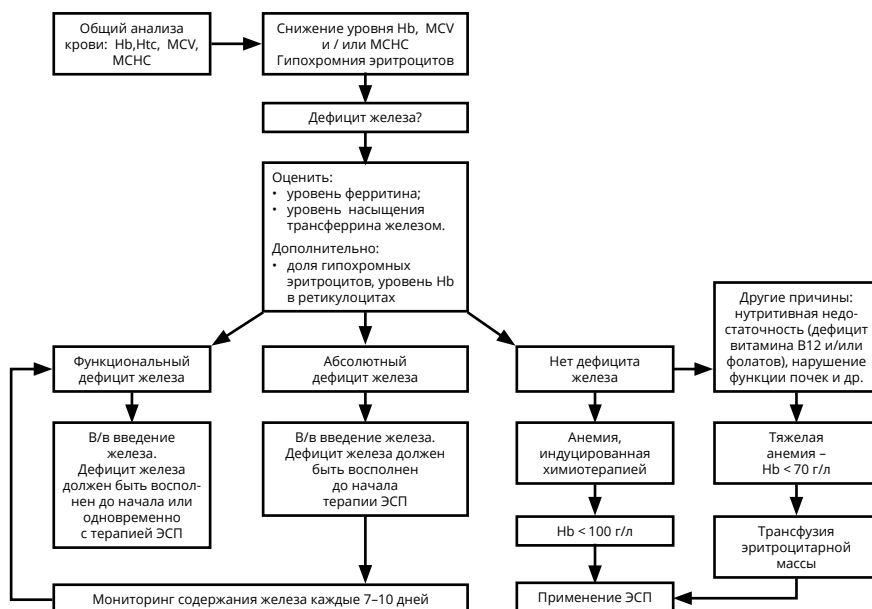 Общий анализа
крови: Hb,Htc, MCV,
MCHC
Снижение уровня Hb, MCV
и / или MCHC
Гипохромния эритроцитов
Дефицит железа?
Оценить:
• уровень ферритина;
• уровень насыщения
трансферрина железом.
Дополнительно:
• доля гипохромных
эритроцитов, уровень Hb
в ретикулоцитах
Функциональный
дефицит железа
Абсолютный
дефицит железа
Нет дефицита
железа
Другие причины:
нутритивная недо-
статочность (дефицит
витамина B12 и/или
фолатов), нарушение
функции почек и др.
В/в введение
железа.
Дефицит железа
должен быть воспол-
нен до начала или
одновременно
с терапией ЭСП
В/в введение железа.
Дефицит железа должен
быть восполнен
до начала
терапии ЭСП
Анемия,
индуцированная
химиотерапией
Тяжелая
анемия –
Hb < 70 г/л
Hb < 100 г/л
Трансфузия
эритроцитарной
массы
Мониторинг содержания железа каждые 7–10 дней
Применение ЭСП